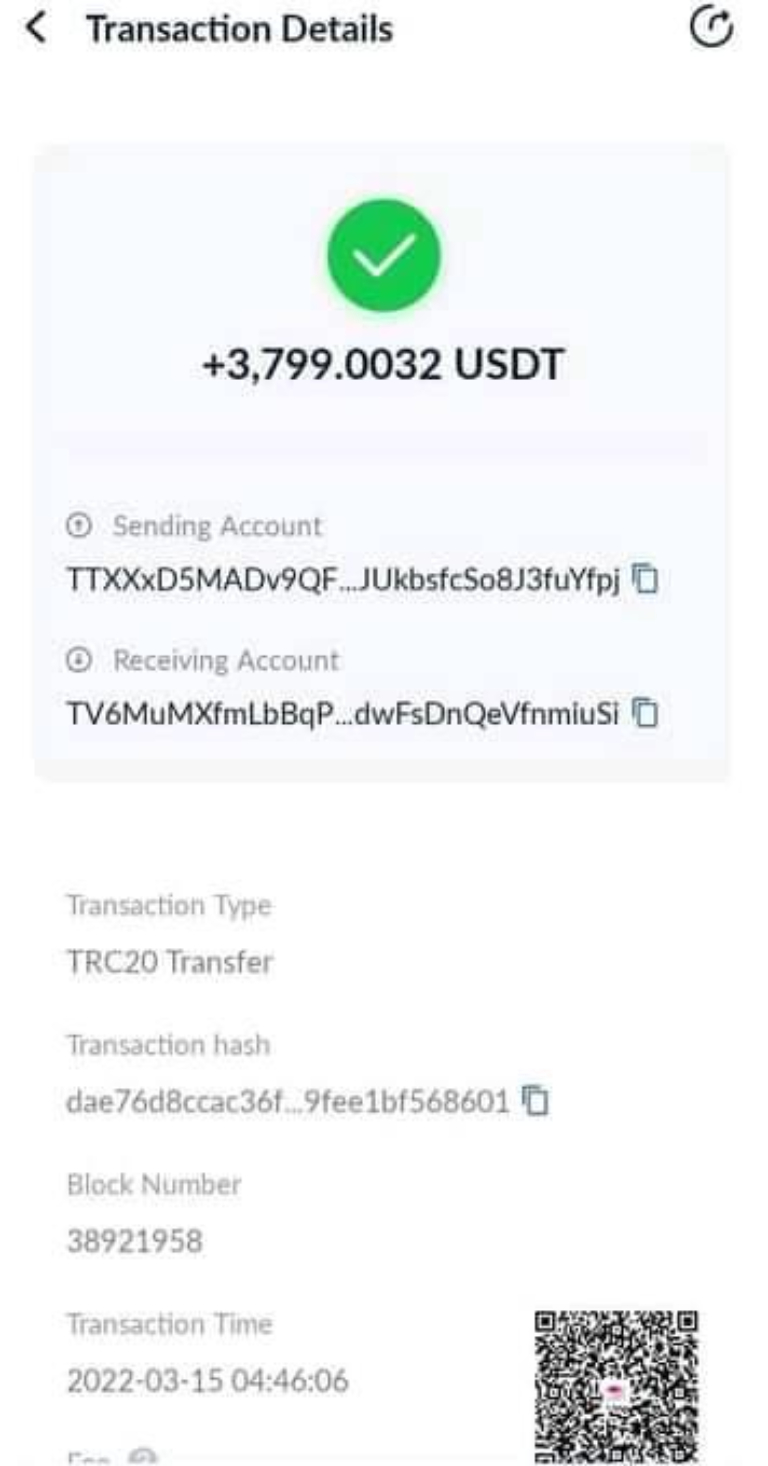 Transaction Details
+3,799.0032 USDT
Sending Account
TTXXxD5MADv9QF...JUkbsfcSo8J3fuYfpj
Receiving Account
TV6MuMXfmLbBqP...dwFsDnQeVfnmiuSi
Transaction Type
TRC20 Transfer
Transaction hash
dae76d8ccac36f...9fee1bf568601
Block Number
38921958
Transaction Time
2022-03-15 04:46:06